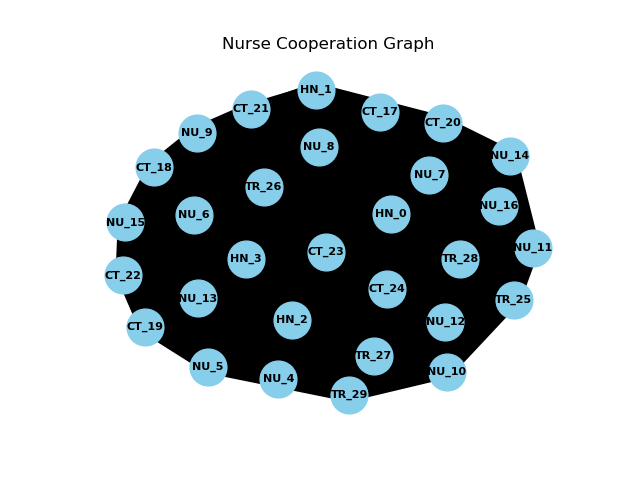 Nurse Cooperation Graph
HN_1
CT_21
CT_17
CT_20
NU_9
NU_8
NU_14
CT_18
NU_7
TR_26
NU_16
NU_6
HN_0
NU_15
NU_11
CT_23
HN_3
TR_28
CT_22
CT_24
NU_13
TR_25
HN_2
NU_12
CT_19
TR_27
NU_5
NU_10
NU_4
TR_29